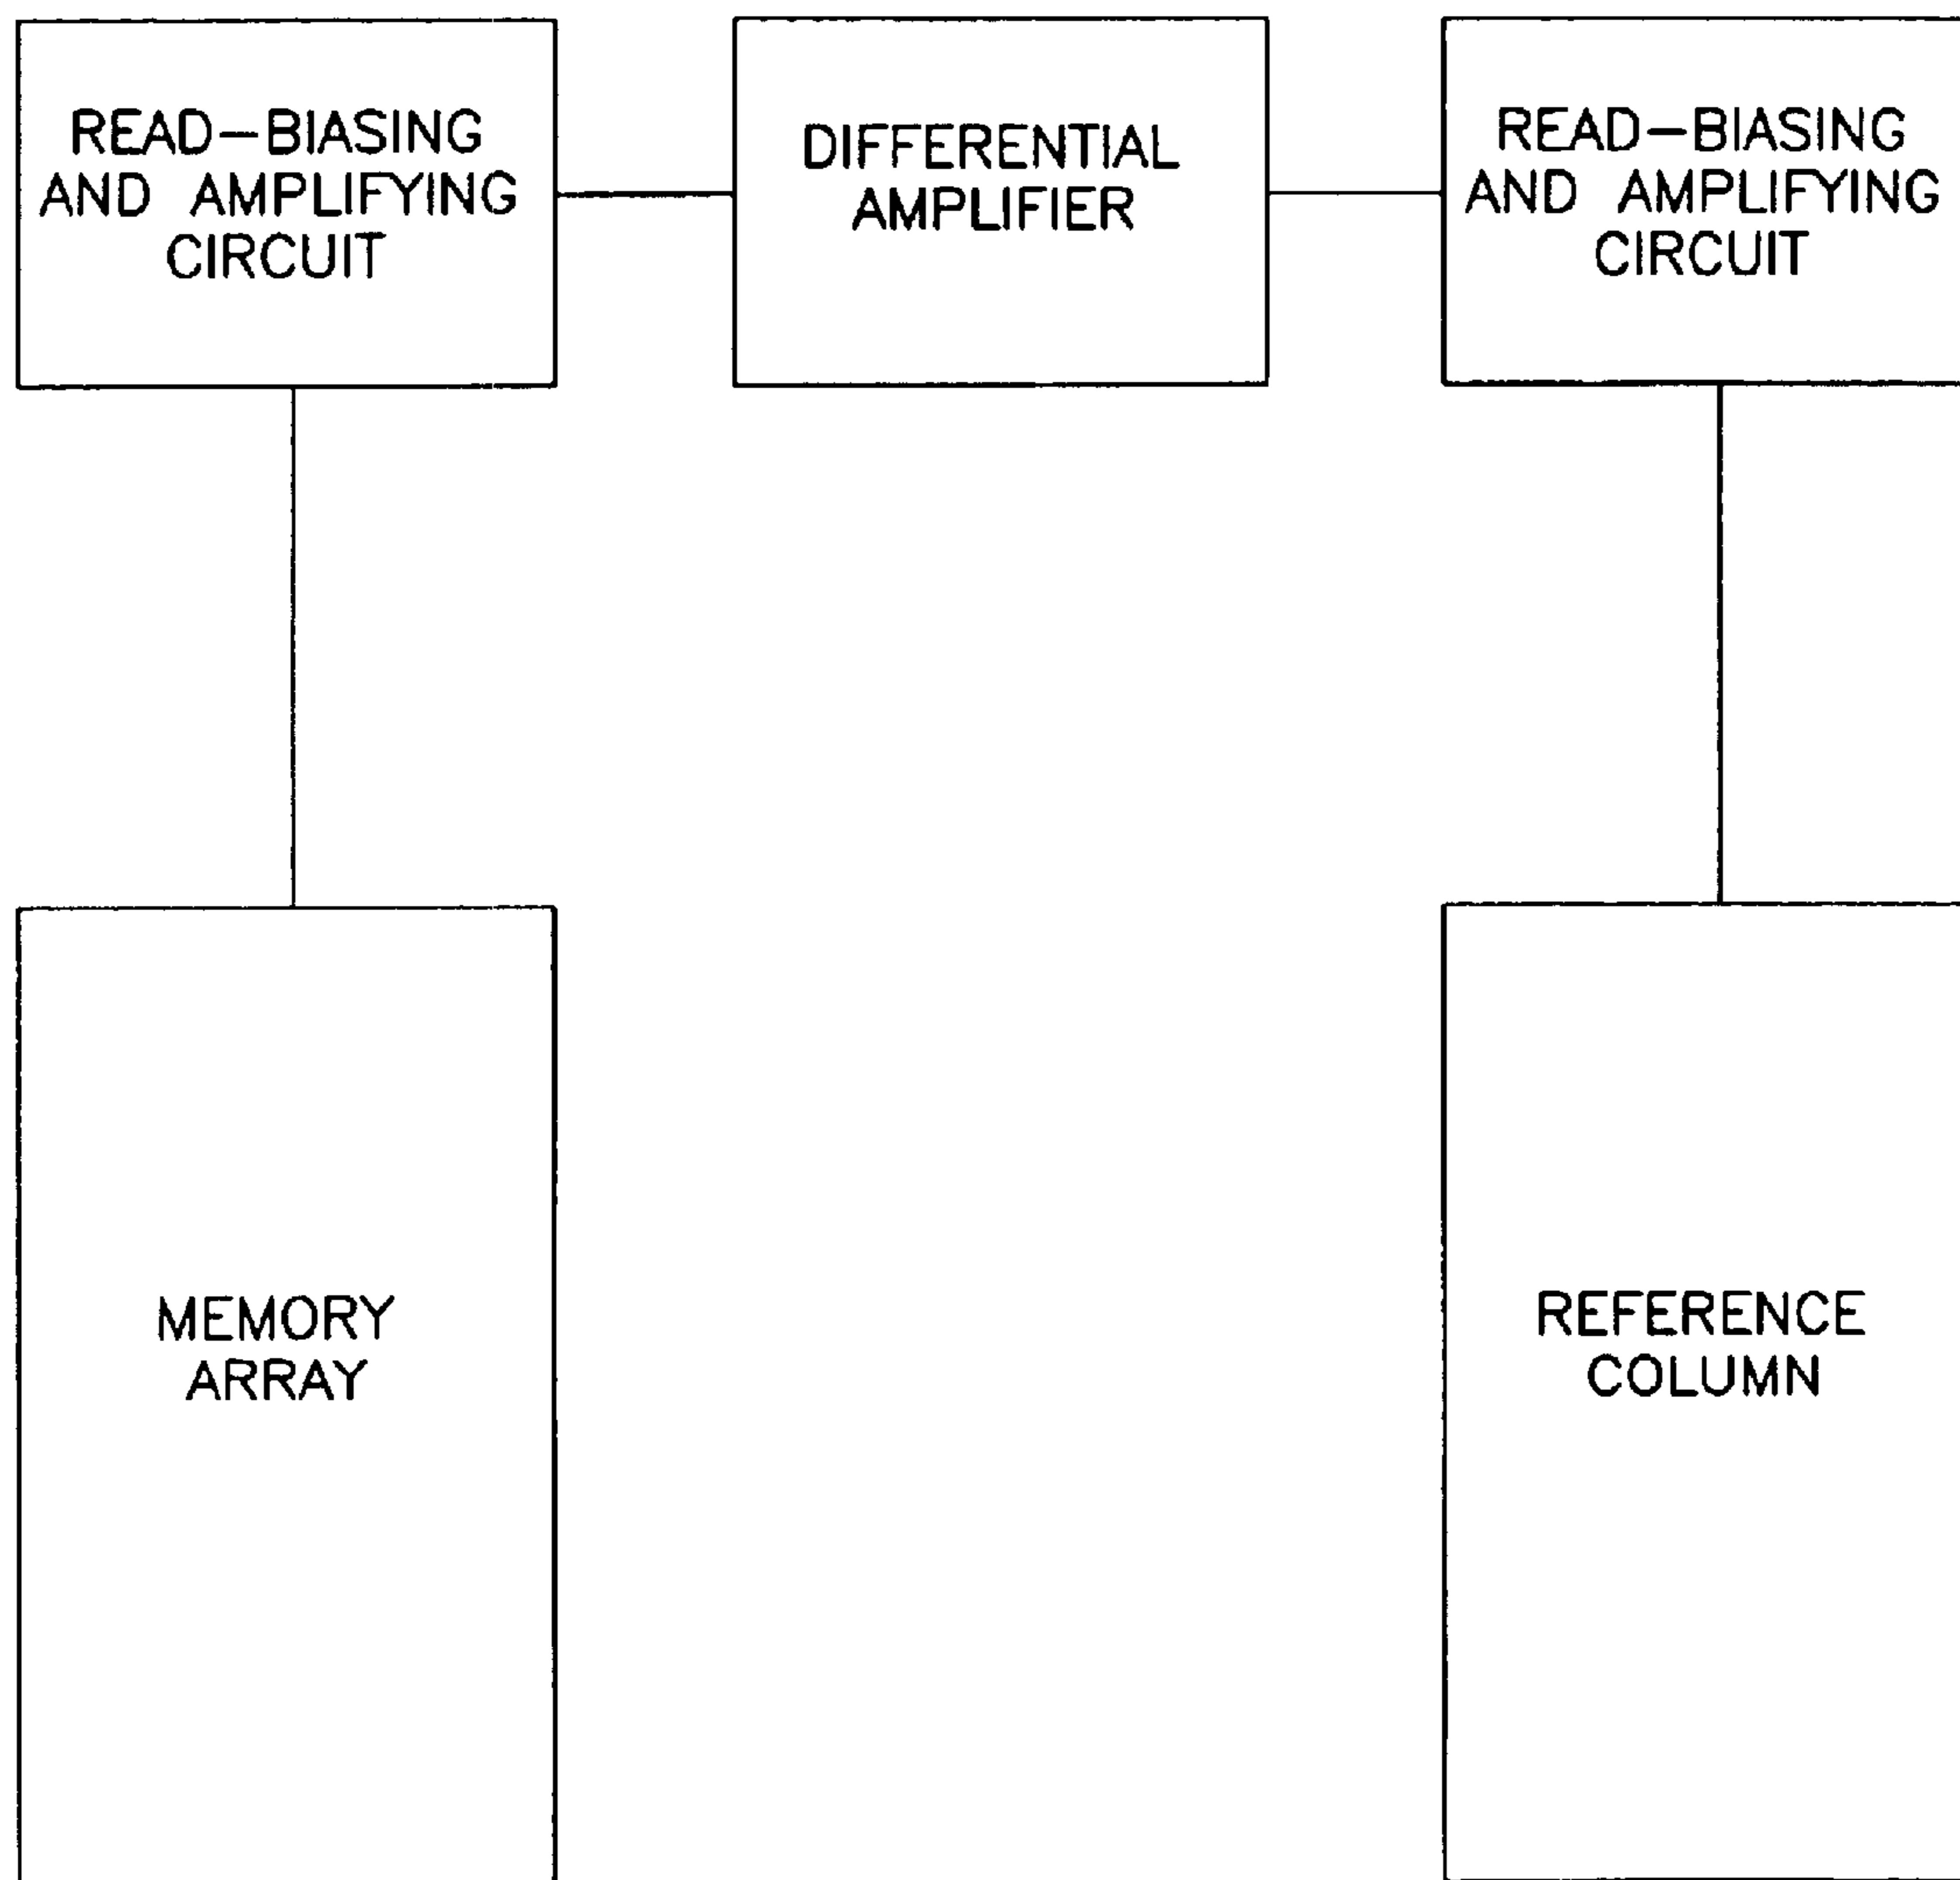 READ-BIASING
AND AMPLIFYING
CIRCUIT
DIFFERENTIAL
AMPLIFIER
READ-BIASING
AND AMPLIFYING
CIRCUIT
MEMORY
ARRAY
REFERENCE
COLUMN